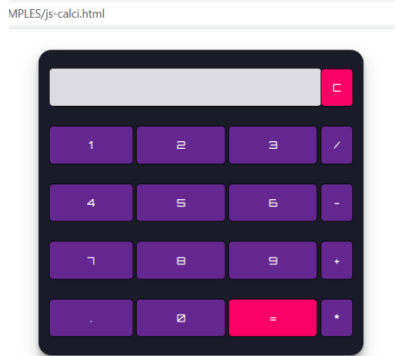 MPLES/js-calci.html
C
1 2 3 /
4 5 6 -
7 8 9 +
. 0 = *